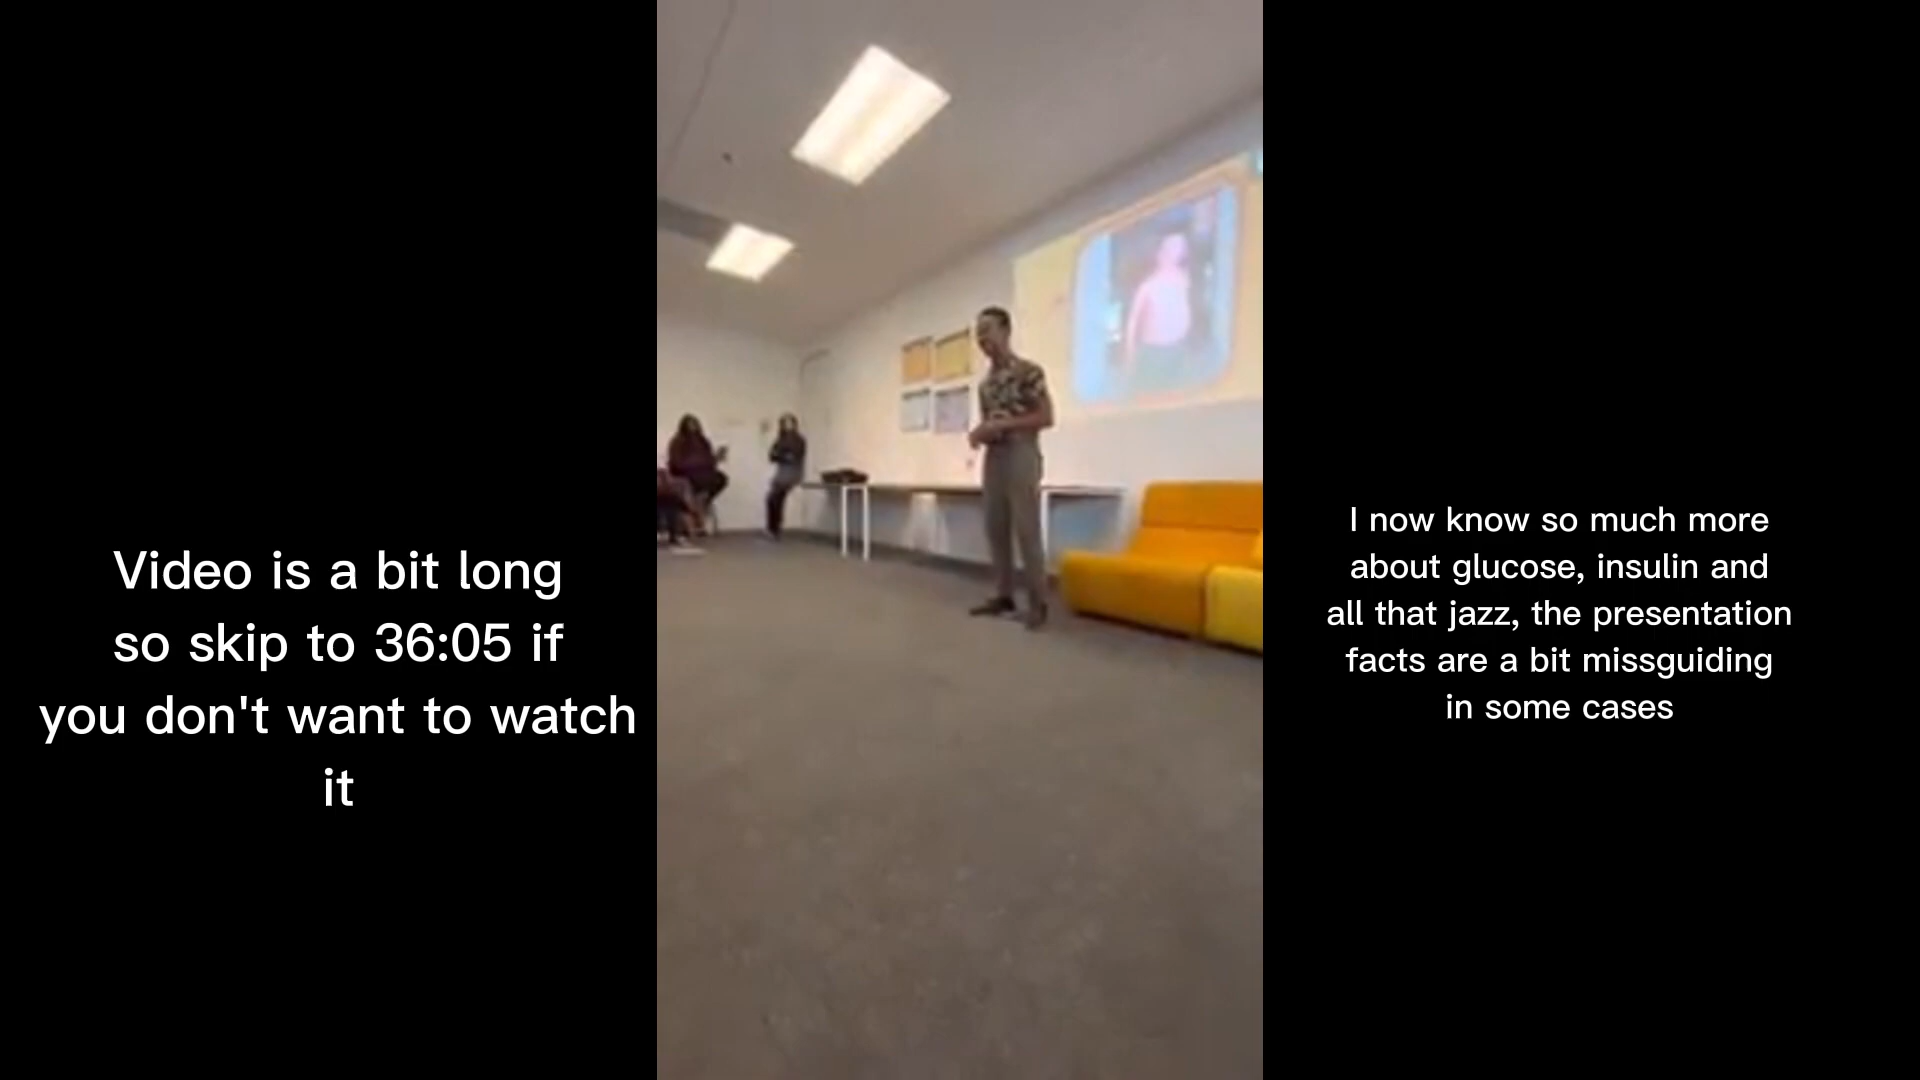 Video is a bit long
so skip to 36:05 if
you don't want to watch
it
I now know so much more
about glucose, insulin and
all that jazz, the presentation
facts are a bit missguiding
in some cases